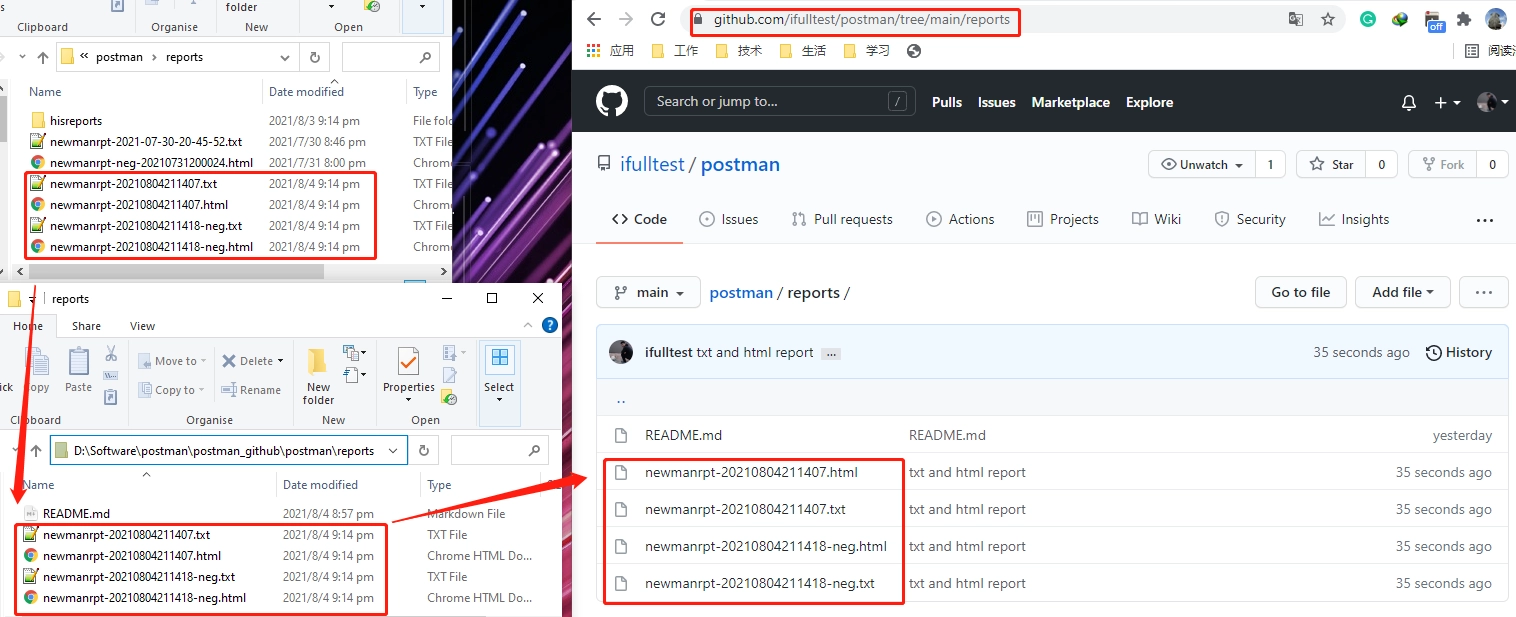 folder
Clipboard
Organise
New
Open
« postman › reports
Name
Date modified
Type
hisreports
2021/8/3 9:14 pm
File fold
newmanrpt-2021-07-30-20-45-52.txt
2021/7/30 8:46 pm
TXT File
newmanrpt-neg-20210731200024.html
2021/7/31 8:00 pm
Chrome
newmanrpt-20210804211407.txt
2021/8/4 9:14 pm
TXT File
newmanrpt-20210804211407.html
2021/8/4 9:14 pm
Chrome
newmanrpt-20210804211418-neg.txt
2021/8/4 9:14 pm
TXT File
newmanrpt-20210804211418-neg.html
2021/8/4 9:14 pm
Chrome
reports
Home
Share
View
Paste
Move to
Copy to
Delete
Rename
New
folder
Properties
Select
Clipboard
Organise
New
Open
D:\Software\postman\postman_github\postman\reports
Name
Date modified
Type
README.md
2021/8/4 8:57 pm
Markdown File
newmanrpt-20210804211407.txt
2021/8/4 9:14 pm
TXT File
newmanrpt-20210804211407.html
2021/8/4 9:14 pm
Chrome HTML Do...
newmanrpt-20210804211418-neg.txt
2021/8/4 9:14 pm
TXT File
newmanrpt-20210804211418-neg.html
2021/8/4 9:14 pm
Chrome HTML Do...
github.com/ifulltest/postman/tree/main/reports
off
应用
工作
技术
生活
学习
Search or jump to...
/
Pulls
Issues
Marketplace
Explore
ifulltest / postman
Unwatch
1
Star
0
Fork
0
Code
Issues
Pull requests
Actions
Projects
Wiki
Security
Insights
main
postman / reports /
Go to file
Add file
ifulltest txt and html report
35 seconds ago
History
..
README.md
README.md
yesterday
newmanrpt-20210804211407.html
txt and html report
35 seconds ago
newmanrpt-20210804211407.txt
txt and html report
35 seconds ago
newmanrpt-20210804211418-neg.html
txt and html report
35 seconds ago
newmanrpt-20210804211418-neg.txt
txt and html report
35 seconds ago